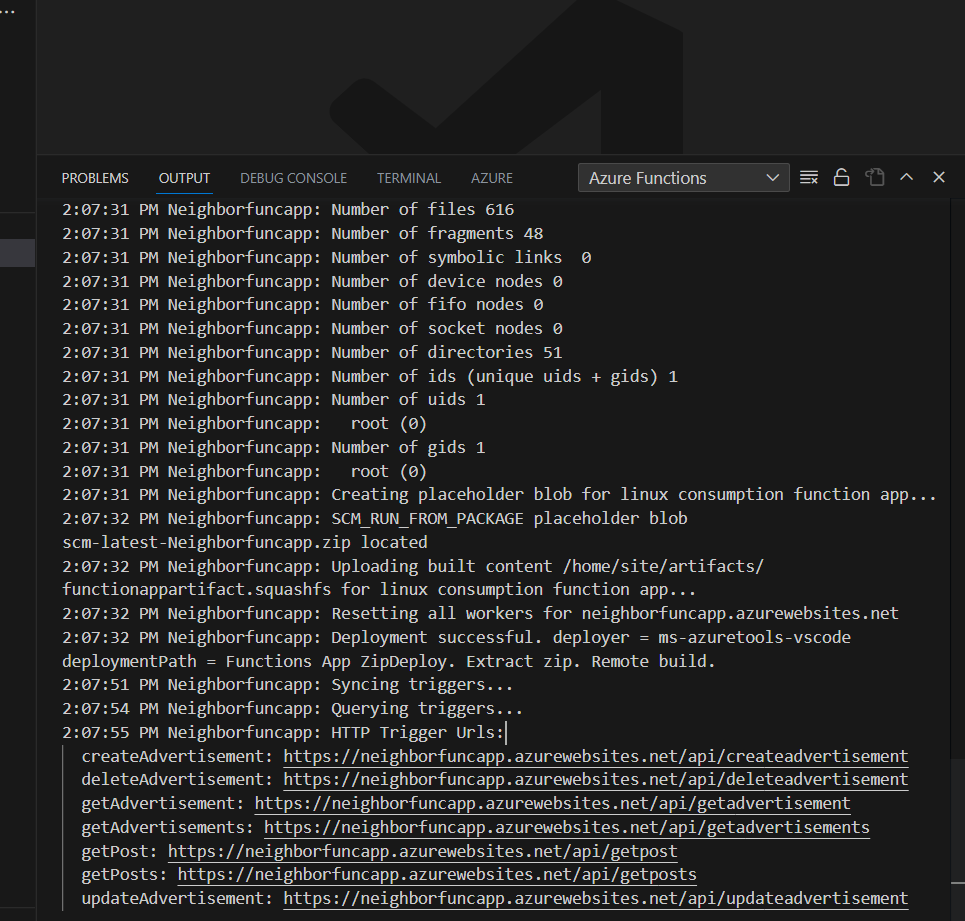 ...
PROBLEMS OUTPUT DEBUG CONSOLE TERMINAL AZURE Azure Functions
2:07:31 PM Neighborfuncapp: Number of files 616
2:07:31 PM Neighborfuncapp: Number of fragments 48
2:07:31 PM Neighborfuncapp: Number of symbolic links  0
2:07:31 PM Neighborfuncapp: Number of device nodes 0
2:07:31 PM Neighborfuncapp: Number of fifo nodes 0
2:07:31 PM Neighborfuncapp: Number of socket nodes 0
2:07:31 PM Neighborfuncapp: Number of directories 51
2:07:31 PM Neighborfuncapp: Number of ids (unique uids + gids) 1
2:07:31 PM Neighborfuncapp: Number of uids 1
2:07:31 PM Neighborfuncapp:   root (0)
2:07:31 PM Neighborfuncapp: Number of gids 1
2:07:31 PM Neighborfuncapp:   root (0)
2:07:31 PM Neighborfuncapp: Creating placeholder blob for linux consumption function app...
2:07:32 PM Neighborfuncapp: SCM_RUN_FROM_PACKAGE placeholder blob
scm-latest-Neighborfuncapp.zip located
2:07:32 PM Neighborfuncapp: Uploading built content /home/site/artifacts/
functionappartifact.squashfs for linux consumption function app...
2:07:32 PM Neighborfuncapp: Resetting all workers for neighborfuncapp.azurewebsites.net
2:07:32 PM Neighborfuncapp: Deployment successful. deployer = ms-azuretools-vscode
deploymentPath = Functions App ZipDeploy. Extract zip. Remote build.
2:07:51 PM Neighborfuncapp: Syncing triggers...
2:07:54 PM Neighborfuncapp: Querying triggers...
2:07:55 PM Neighborfuncapp: HTTP Trigger Urls:
createAdvertisement: https://neighborfuncapp.azurewebsites.net/api/createadvertisement
deleteAdvertisement: https://neighborfuncapp.azurewebsites.net/api/deleteadvertisement
getAdvertisement: https://neighborfuncapp.azurewebsites.net/api/getadvertisement
getAdvertisements: https://neighborfuncapp.azurewebsites.net/api/getadvertisements
getPost: https://neighborfuncapp.azurewebsites.net/api/getpost
getPosts: https://neighborfuncapp.azurewebsites.net/api/getposts
updateAdvertisement: https://neighborfuncapp.azurewebsites.net/api/updateadvertisement